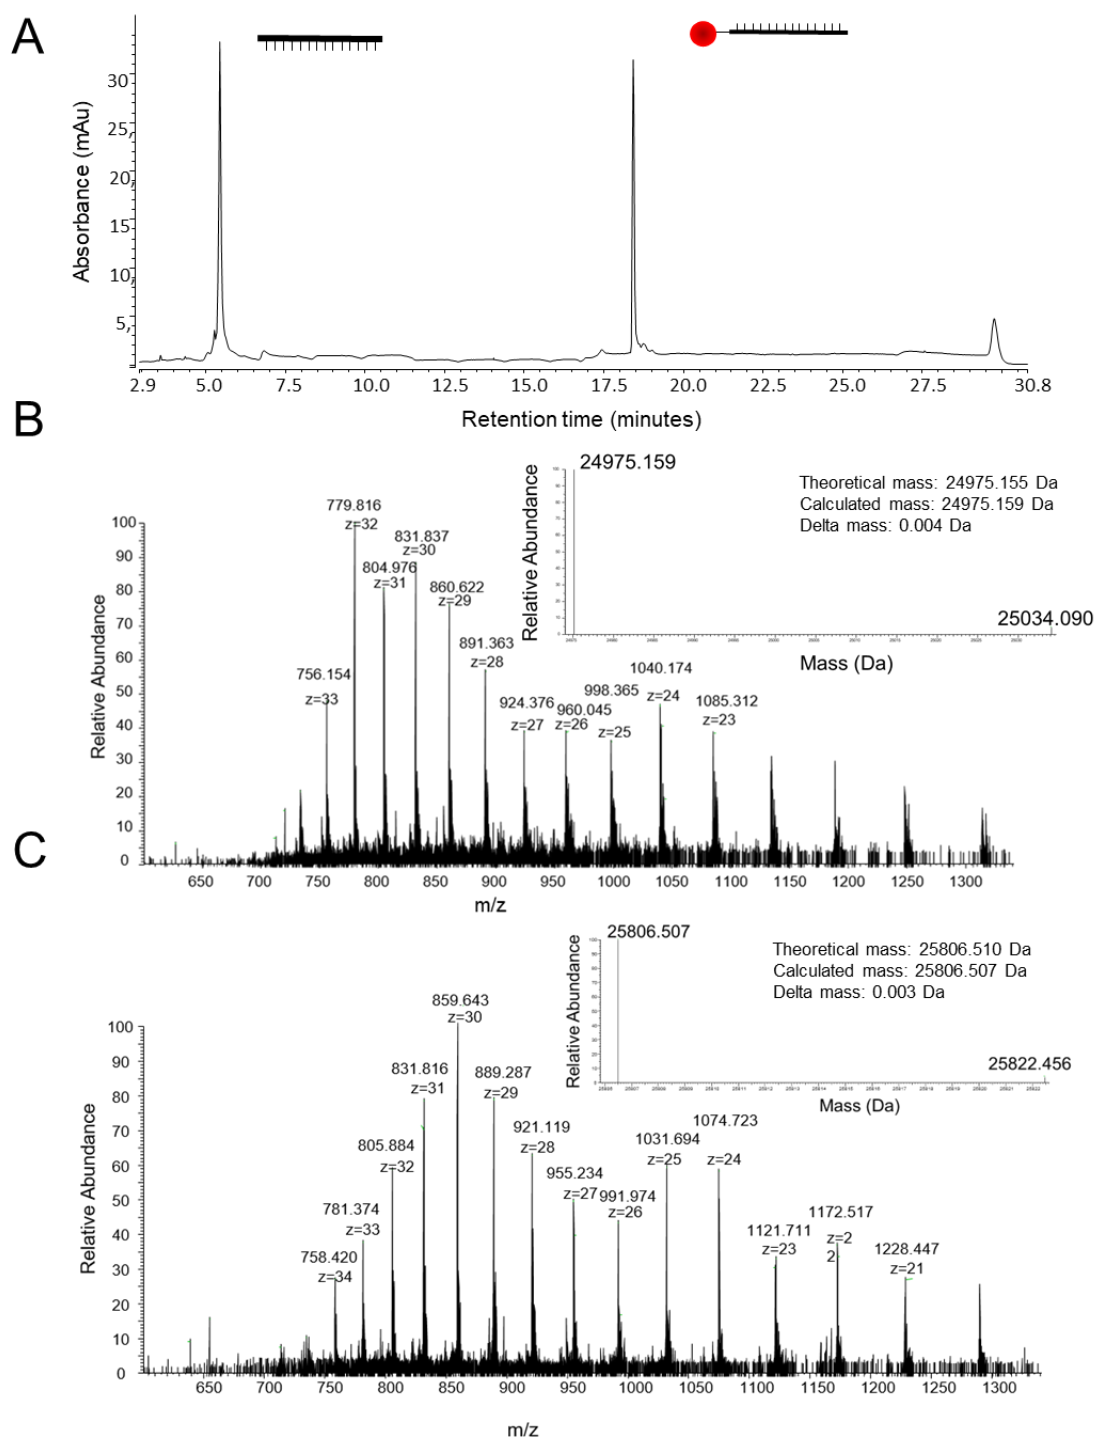 A
Absorbance (mAu)
30
25
20
15
10
5
2.9 5.0 7.5 10.0 12.5 15.0 17.5 20.0 22.5 25.0 27.5 30.8
Retention time (minutes)
B
24975.159
Theoretical mass: 24975.155 Da
Calculated mass: 24975.159 Da
Delta mass: 0.004 Da
Relative Abundance
25034.090
Mass (Da)
779.816
z=32
831.837
z=30
804.976
z=31
860.622
z=29
891.363
z=28
756.154
z=33
924.376
z=27
960.045
z=26
998.365
z=25
1040.174
z=24
1085.312
z=23
Relative Abundance
100
90
80
70
60
50
40
30
20
10
0
650 700 750 800 850 900 950 1000 1050 1100 1150 1200 1250 1300
m/z
C
25806.507
Theoretical mass: 25806.510 Da
Calculated mass: 25806.507 Da
Delta mass: 0.003 Da
Relative Abundance
25822.456
Mass (Da)
859.643
z=30
831.816
z=31
889.287
z=29
805.884
z=32
921.119
z=28
781.374
z=33
758.420
z=34
955.234
z=27
991.974
z=26
1031.694
z=25
1074.723
z=24
1121.711
z=23
1172.517
z=2
2
1228.447
z=21
Relative Abundance
100
90
80
70
60
50
40
30
20
10
0
650 700 750 800 850 900 950 1000 1050 1100 1150 1200 1250 1300
m/z